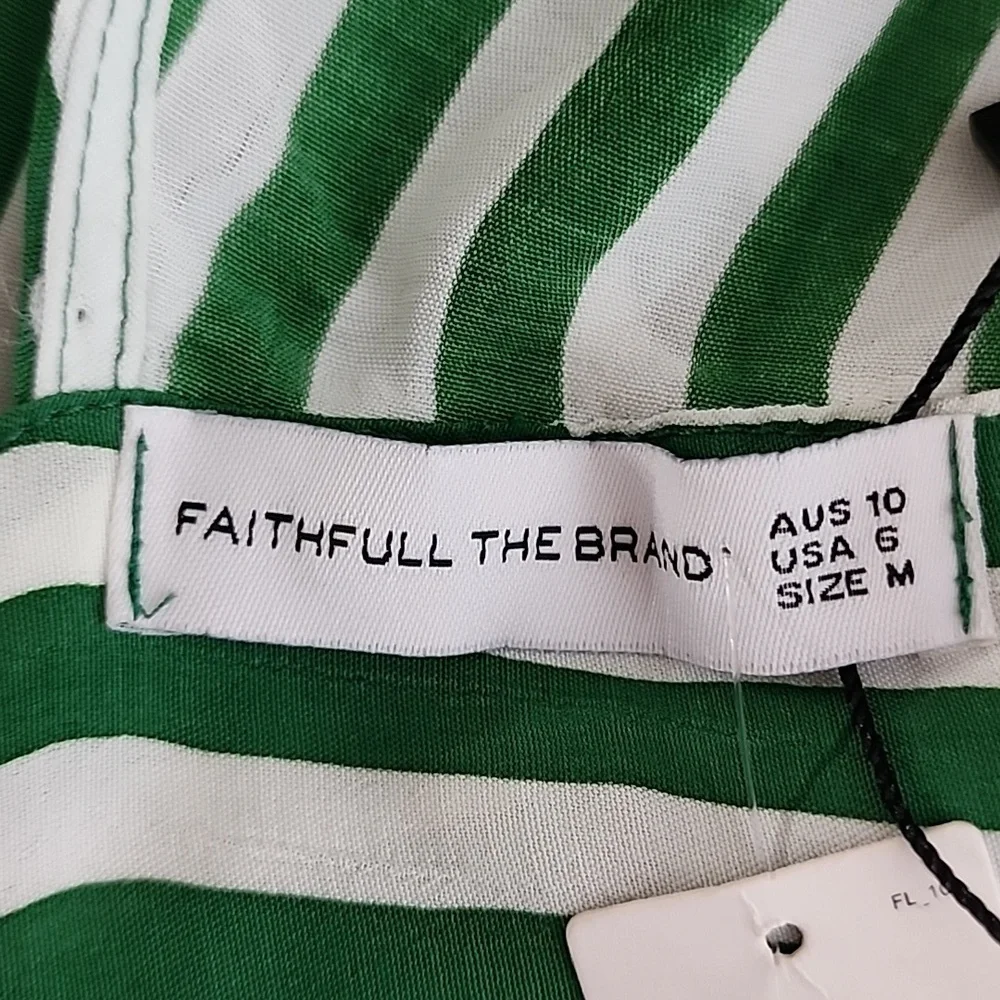 FAITHFULL THE BRAND
AUS 10
USA 6
SIZE M